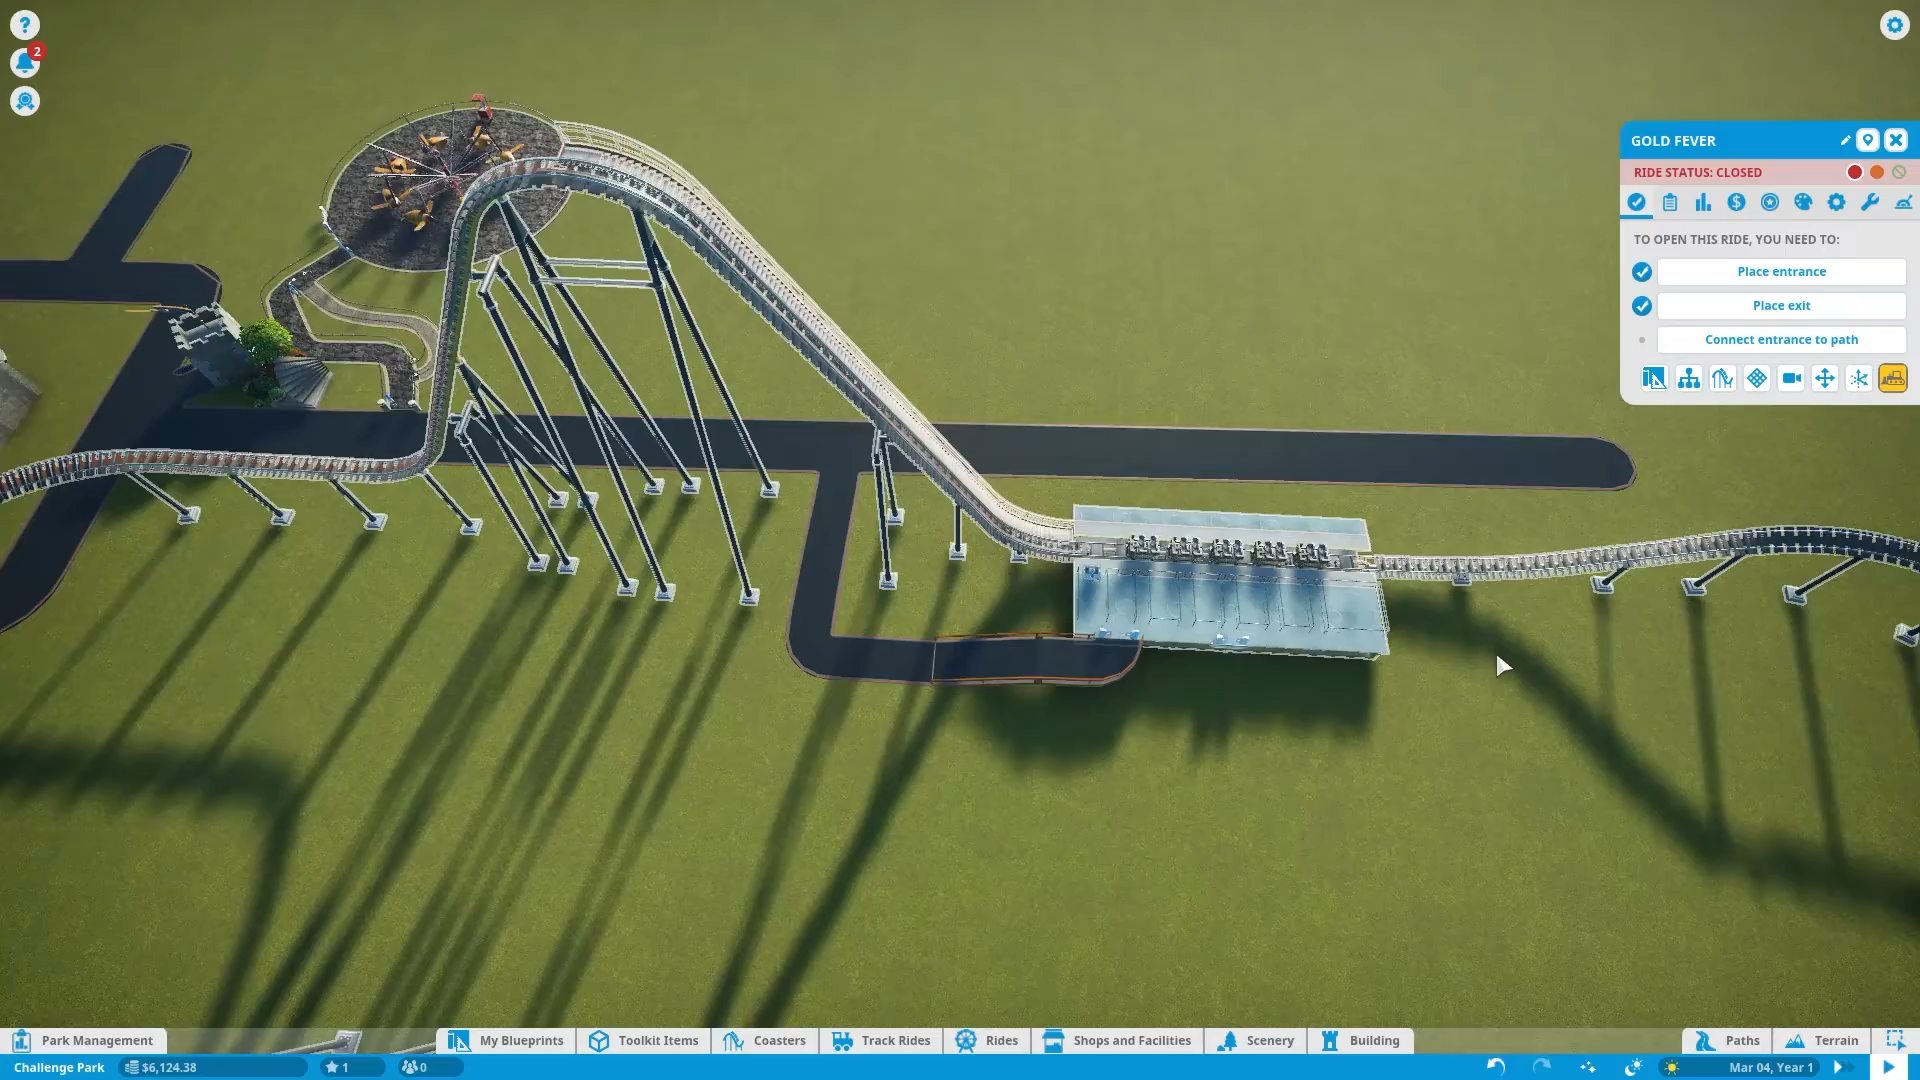 ?
2
GOLD FEVER
RIDE STATUS: CLOSED
TO OPEN THIS RIDE, YOU NEED TO:
Place entrance
Place exit
Connect entrance to path
Park Management
My Blueprints
Toolkit Items
Coasters
Track Rides
Rides
Shops and Facilities
Scenery
Building
Paths
Terrain
Challenge Park
$6,124.38
1
0
Mar 04, Year 1